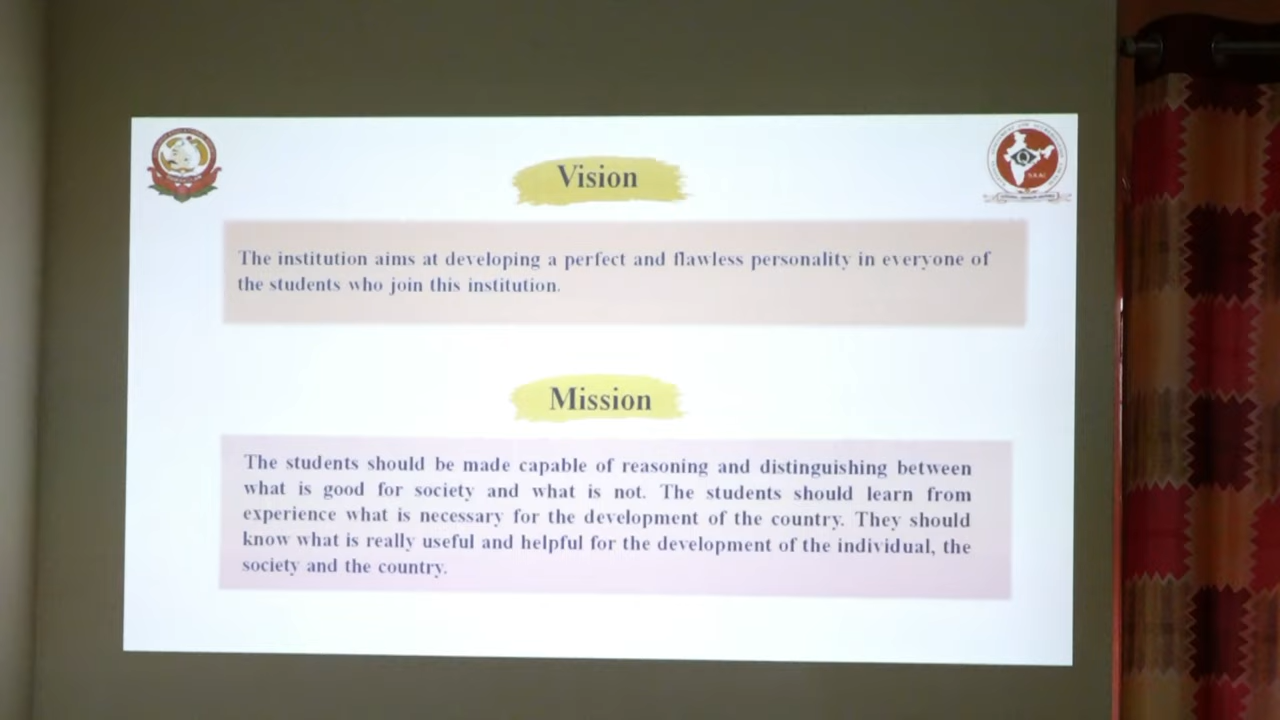 Vision
The institution aims at developing a perfect and flawless personality in everyone of
the students who join this institution.
Mission
The students should be made capable of reasoning and distinguishing between
what is good for society and what is not. The students should learn from
experience what is necessary for the development of the country. They should
know what is really useful and helpful for the development of the individual, the
society and the country.